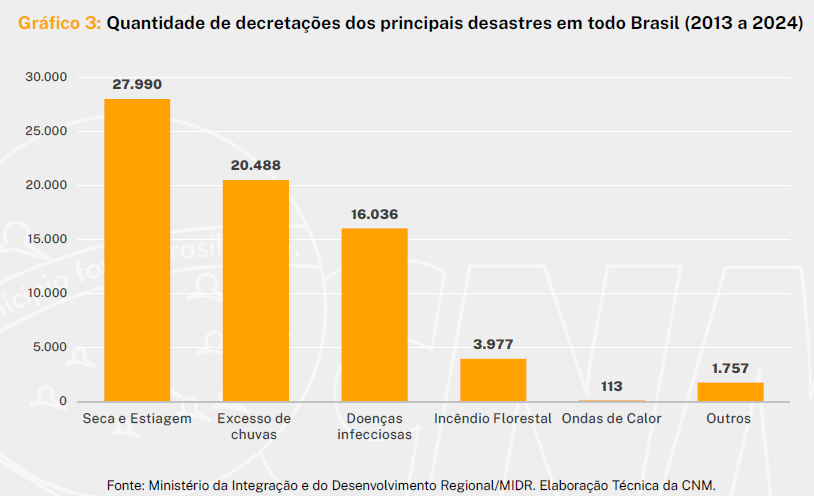 Gráfico 3: Quantidade de decretações dos principais desastres em todo Brasil (2013 a 2024)
30.000
25.000
20.000
15.000
10.000
5.000
0
27.990
20.488
16.036
3.977
113
1.757
Seca e Estiagem
Excesso de
chuvas
Doenças
infecciosas
Incêndio Florestal
Ondas de Calor
Outros
Fonte: Ministério da Integração e do Desenvolvimento Regional/MIDR. Elaboração Técnica da CNM.